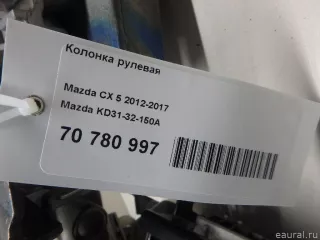 Колонка рулевая
Mazda CX 5 2012-2017
Mazda KD31-32-150A
70 780 997
eaural.ru